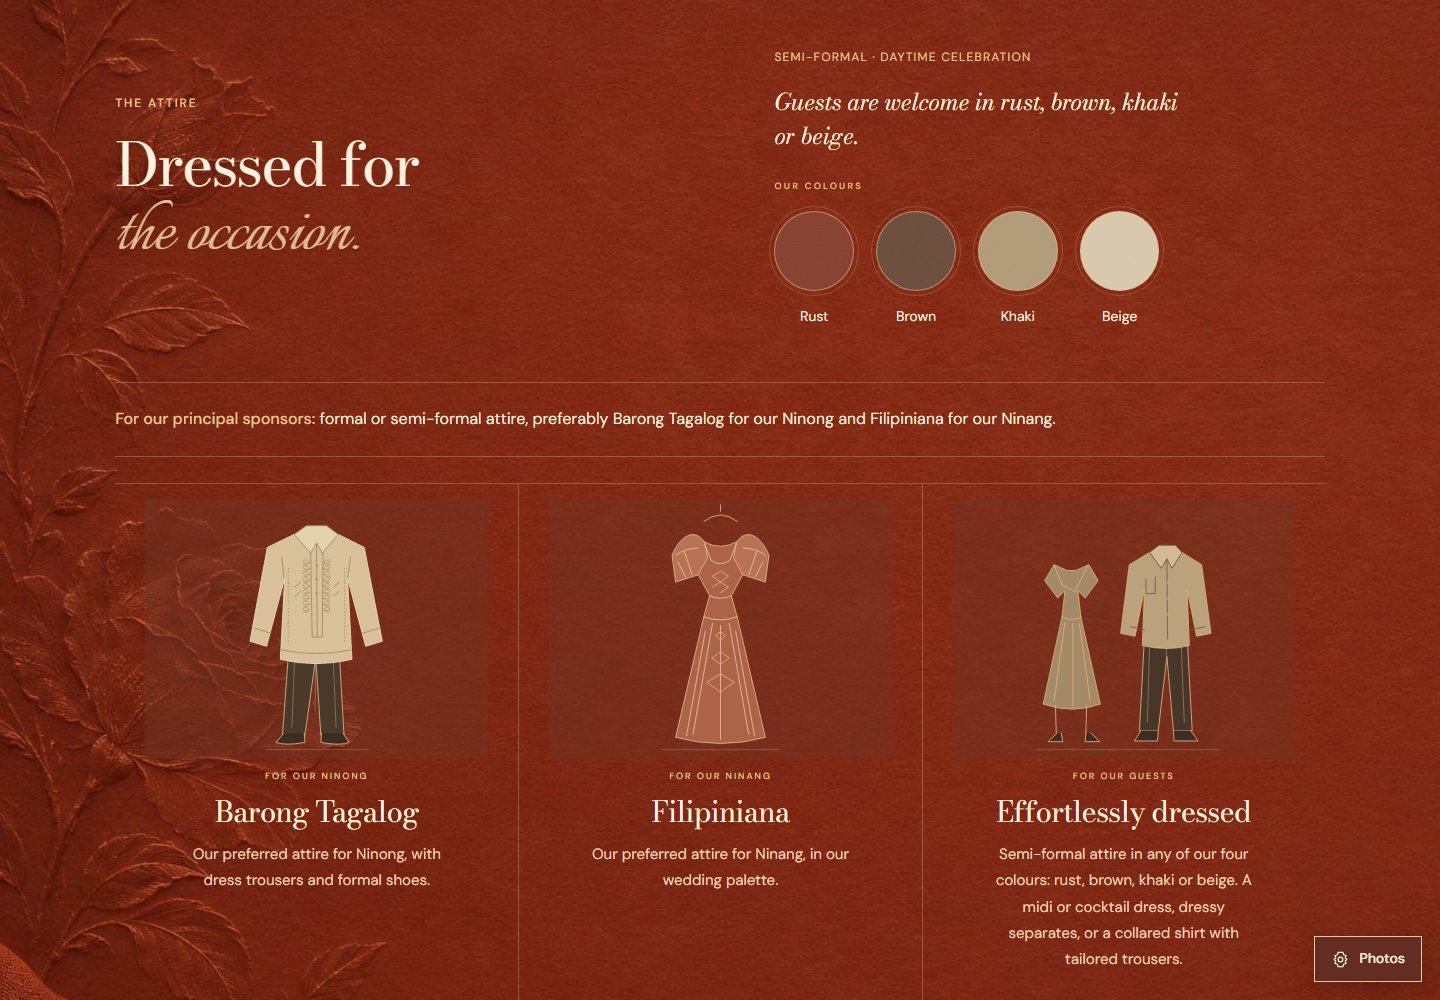 THE ATTIRE
Dressed for
the occasion.
SEMI-FORMAL · DAYTIME CELEBRATION
Guests are welcome in rust, brown, khaki
or beige.
OUR COLOURS
Rust
Brown
Khaki
Beige
For our principal sponsors: formal or semi-formal attire, preferably Barong Tagalog for our Ninong and Filipiniana for our Ninang.
FOR OUR NINONG
Barong Tagalog
Our preferred attire for Ninong, with
dress trousers and formal shoes.
FOR OUR NINANG
Filipiniana
Our preferred attire for Ninang, in our
wedding palette.
FOR OUR GUESTS
Effortlessly dressed
Semi-formal attire in any of our four
colours: rust, brown, khaki or beige. A
midi or cocktail dress, dressy
separates, or a collared shirt with
tailored trousers.
Photos